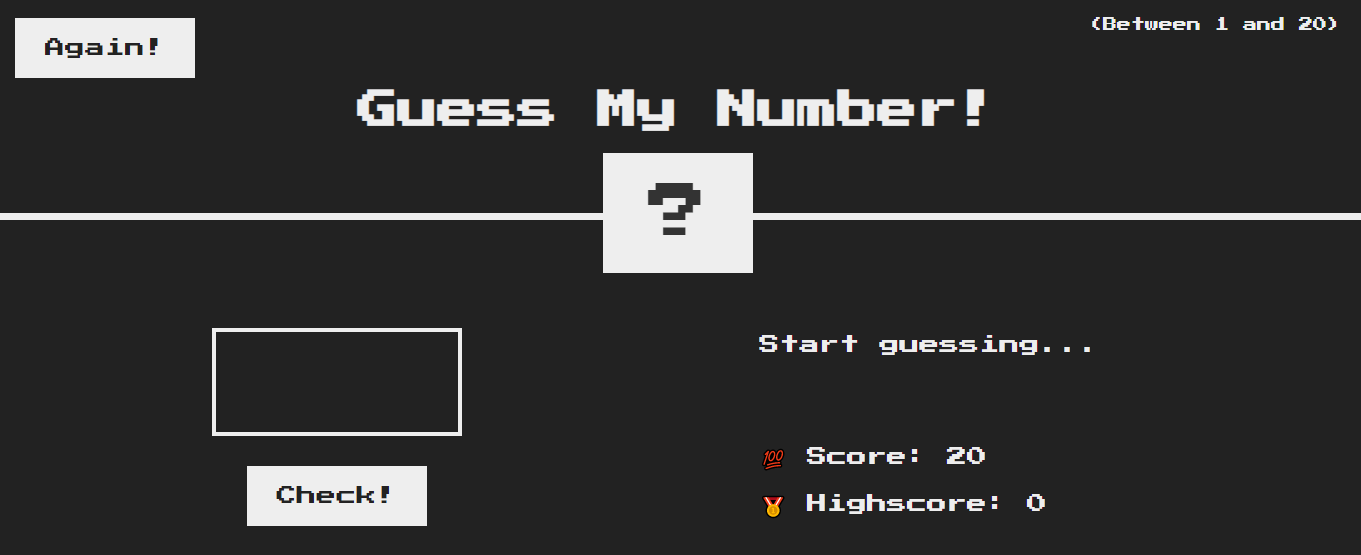 Again!
(Between 1 and 20)
Guess My Number!
?
Start guessing...
Check!
💯 Score: 20
🥇 Highscore: 0